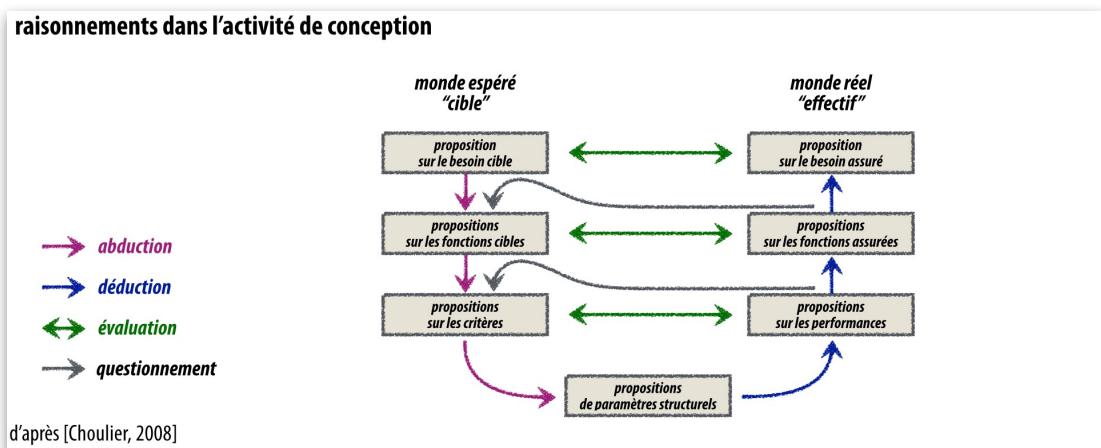 raisonnements dans l’activité de conception
monde espéré
“cible”
monde réel
“effectif”
proposition
sur le besoin cible
proposition
sur le besoin assuré
propositions
sur les fonctions cibles
propositions
sur les fonctions assurées
abduction
déduction
évaluation
questionnement
propositions
sur les critères
propositions
sur les performances
propositions
de paramètres structurels
d’après [Choulier, 2008]